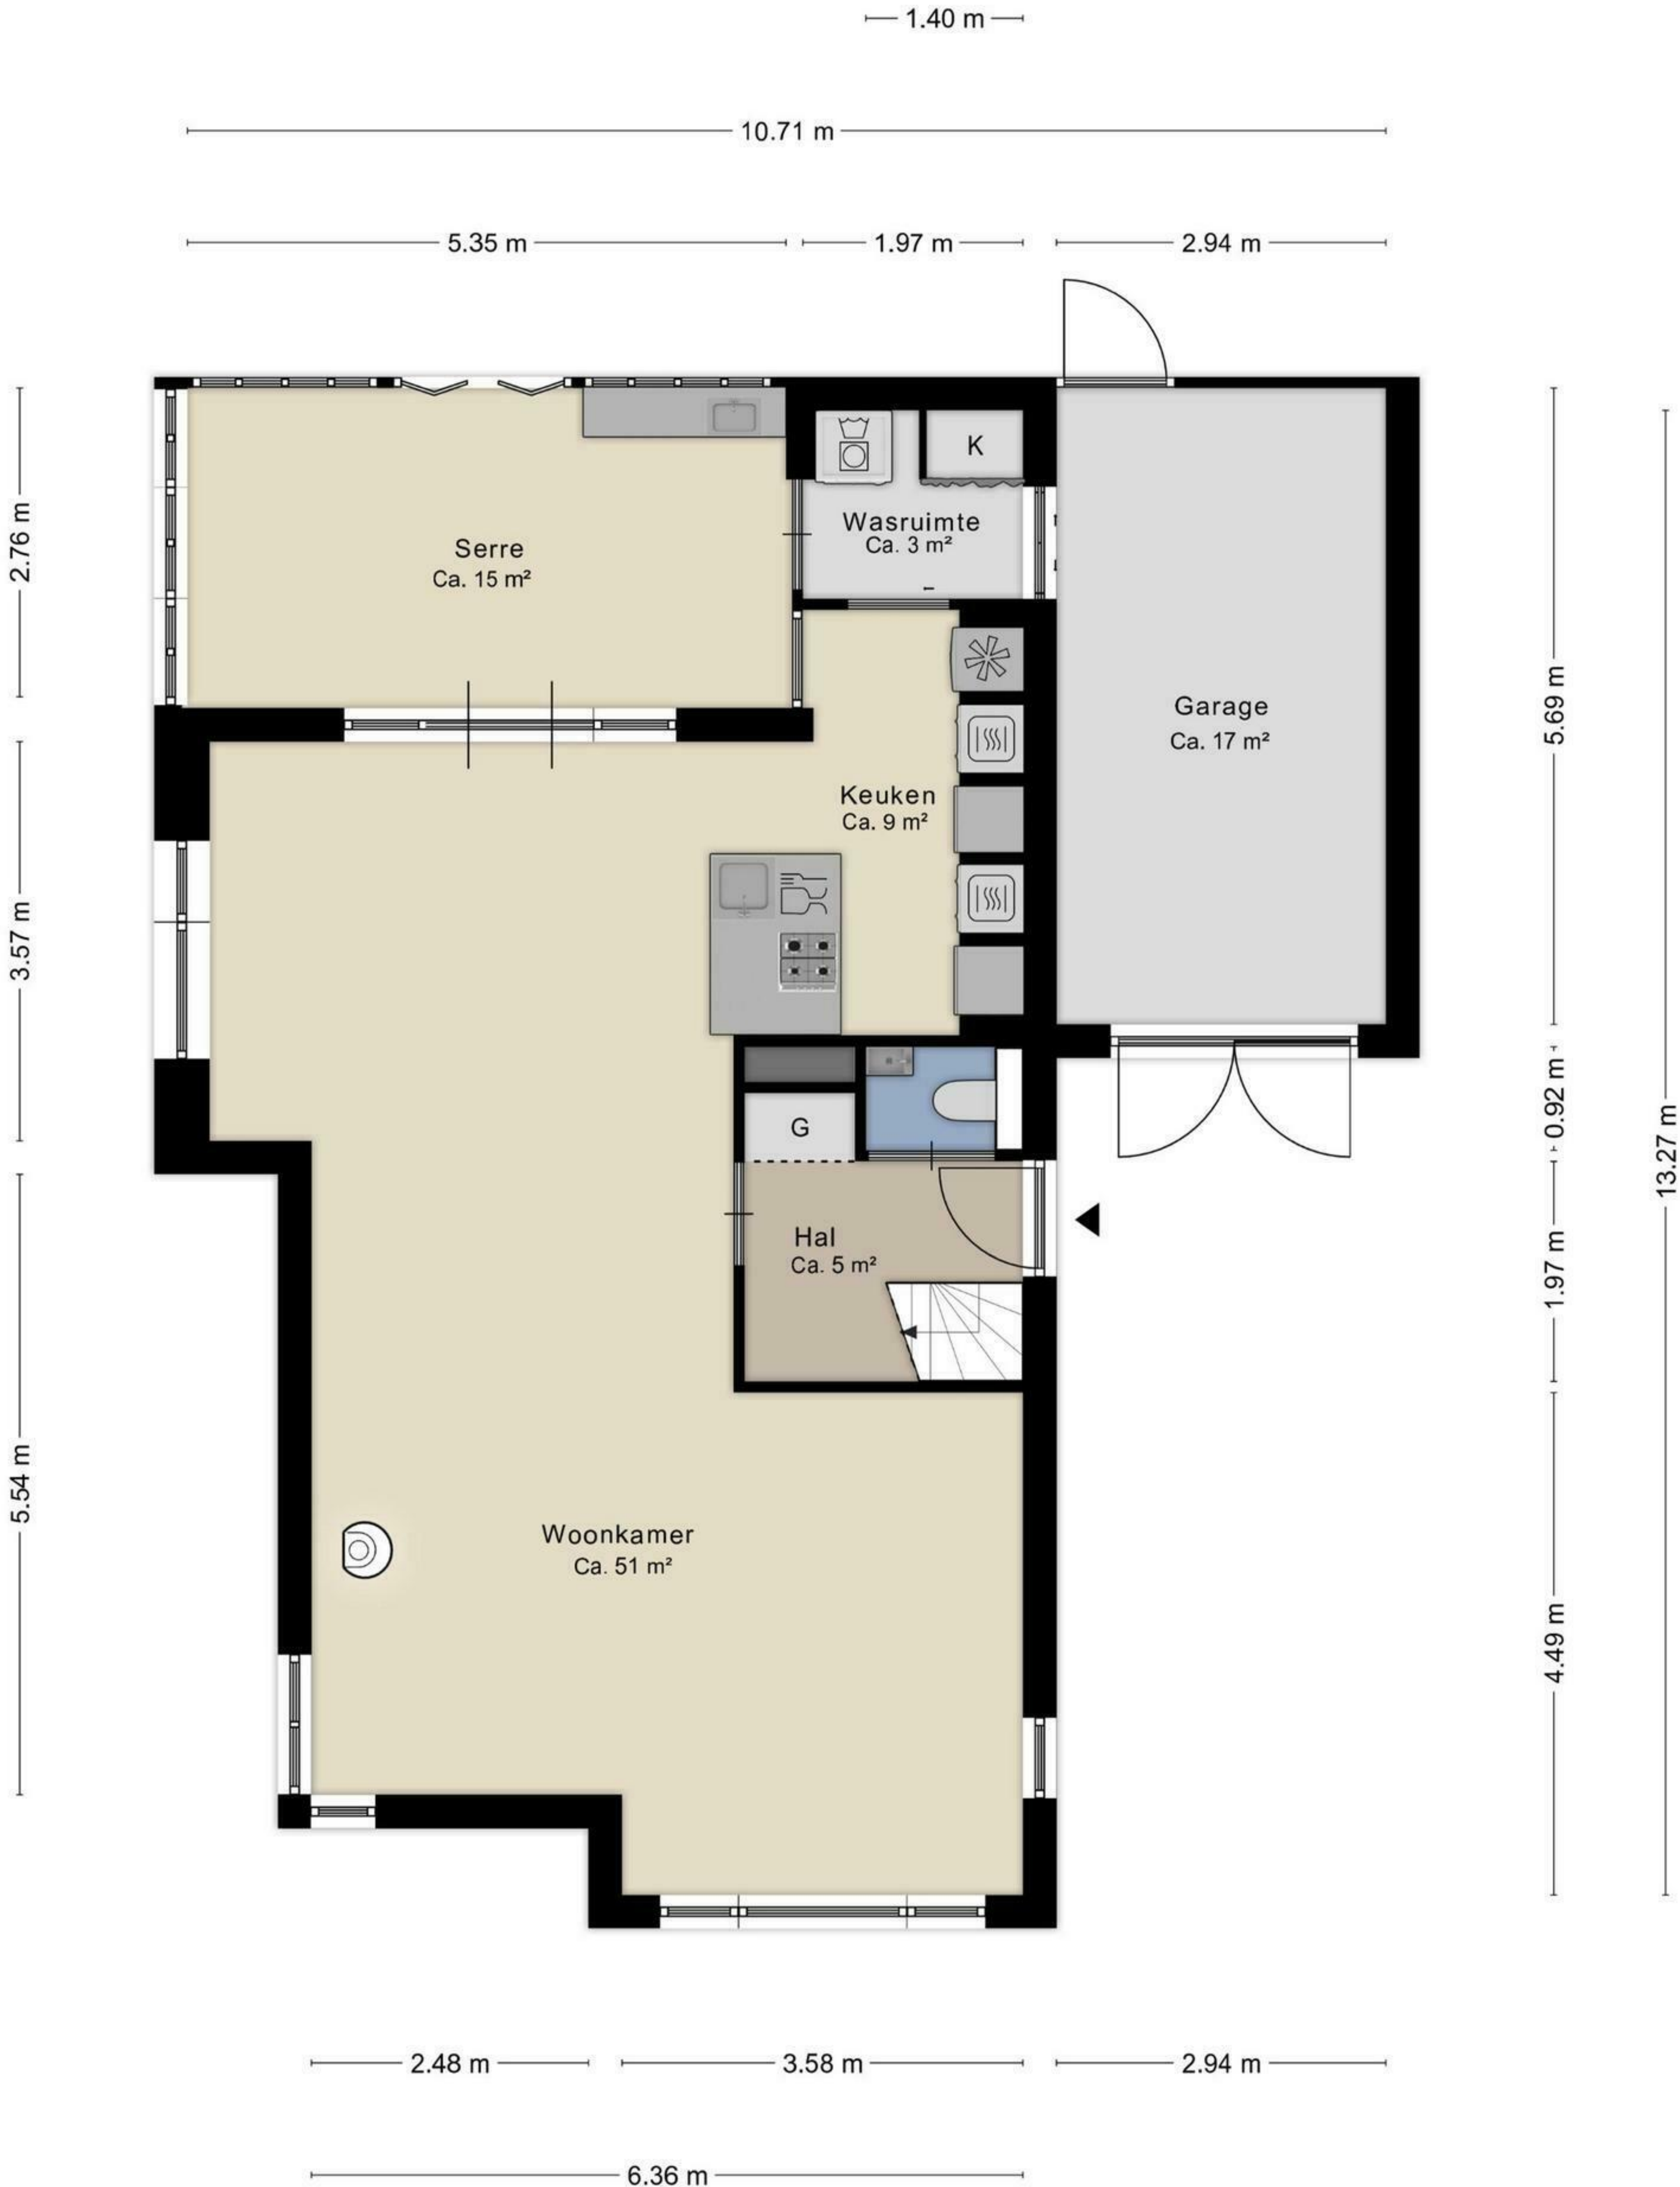 1.40 m
10.71 m
5.35 m
1.97 m
2.94 m
K
Wasruimte
Ca. 3 m²
Serre
Ca. 15 m²
2.76 m
5.69 m
Garage
Ca. 17 m²
Keuken
Ca. 9 m²
3.57 m
0.92 m
G
13.27 m
Hal
Ca. 5 m²
1.97 m
5.54 m
Woonkamer
Ca. 51 m²
4.49 m
2.48 m
3.58 m
2.94 m
6.36 m